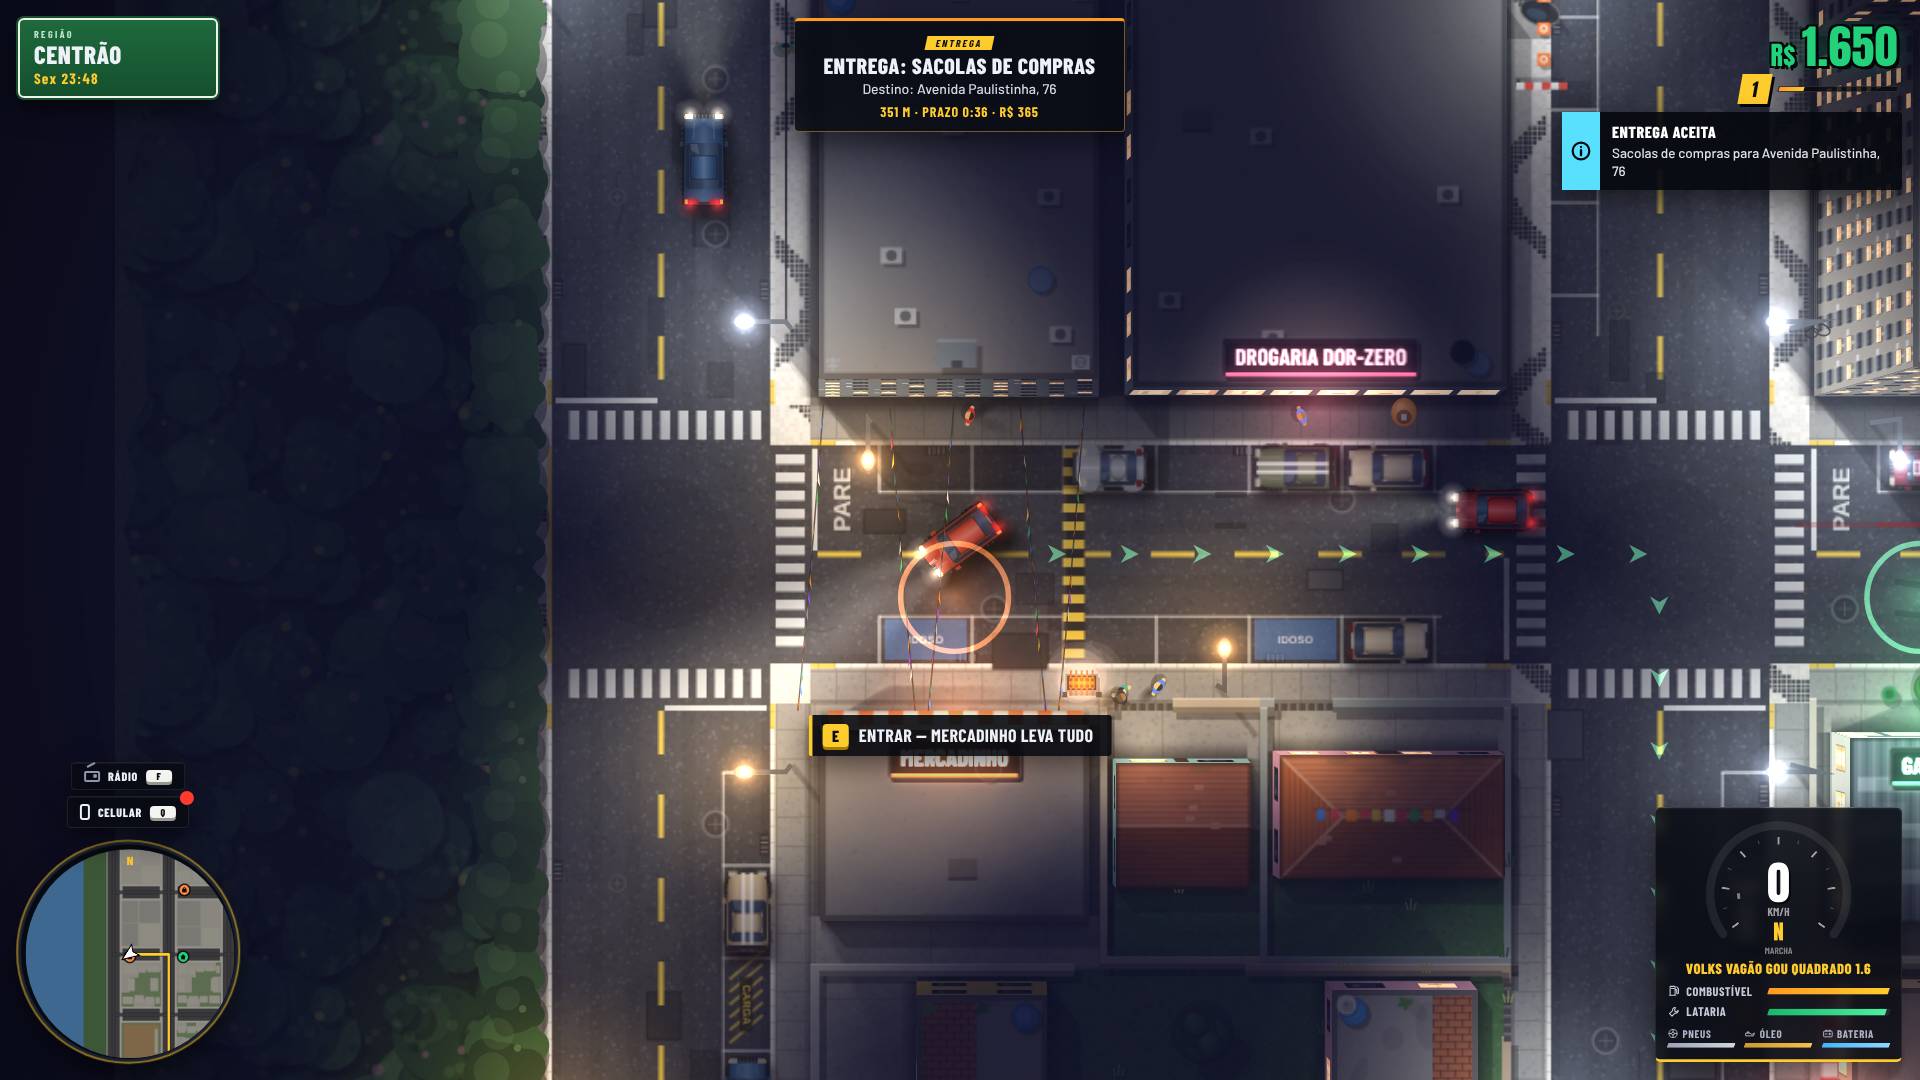 REGIÃO
CENTRÃO
Sex 23:48
ENTREGA
ENTREGA: SACOLAS DE COMPRAS
Destino: Avenida Paulistinha, 76
351 M · PRAZO 0:36 · R$ 365
R$ 1.650
1
ENTREGA ACEITA
Sacolas de compras para Avenida Paulistinha,
76
DROGARIA DOR-ZERO
PARE
PARE
IDOSO
IDOSO
E ENTRAR — MERCADINHO LEVA TUDO
MERCADINHO
GA
RÁDIO F
CELULAR Q
N
CARGA
0
KM/H
N
MARCHA
VOLKS VAGÃO GOU QUADRADO 1.6
COMBUSTÍVEL
LATARIA
PNEUS ÓLEO BATERIA